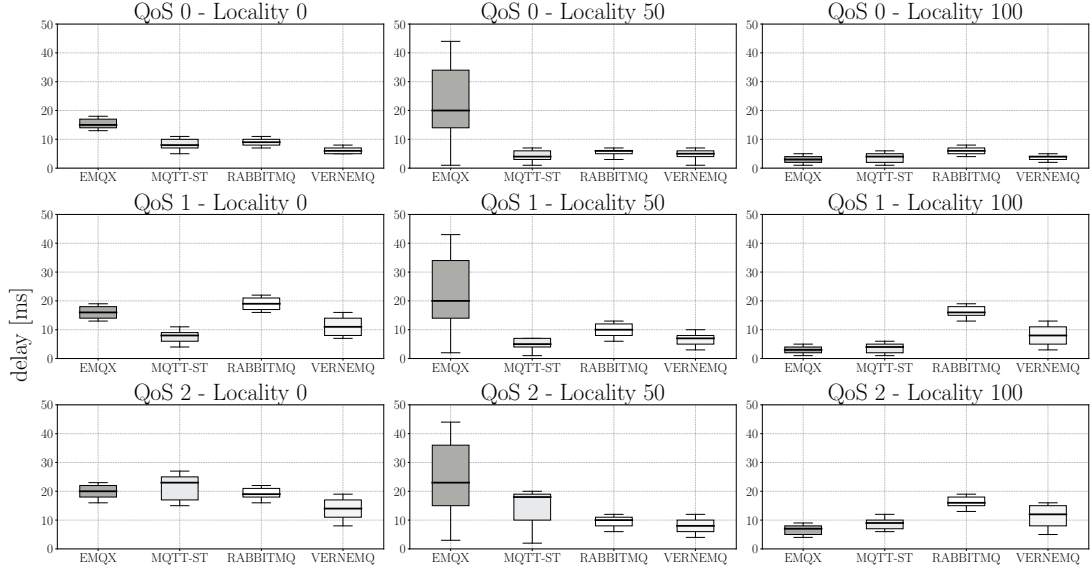 QoS 0 - Locality 0
50
40
30
20
10
0
EMQX MQTT-ST RABBITMQ VERNEMQ
QoS 0 - Locality 50
50
40
30
20
10
0
EMQX MQTT-ST RABBITMQ VERNEMQ
QoS 0 - Locality 100
50
40
30
20
10
0
EMQX MQTT-ST RABBITMQ VERNEMQ
delay [ms]
QoS 1 - Locality 0
50
40
30
20
10
0
EMQX MQTT-ST RABBITMQ VERNEMQ
QoS 1 - Locality 50
50
40
30
20
10
0
EMQX MQTT-ST RABBITMQ VERNEMQ
QoS 1 - Locality 100
50
40
30
20
10
0
EMQX MQTT-ST RABBITMQ VERNEMQ
QoS 2 - Locality 0
50
40
30
20
10
0
EMQX MQTT-ST RABBITMQ VERNEMQ
QoS 2 - Locality 50
50
40
30
20
10
0
EMQX MQTT-ST RABBITMQ VERNEMQ
QoS 2 - Locality 100
50
40
30
20
10
0
EMQX MQTT-ST RABBITMQ VERNEMQ